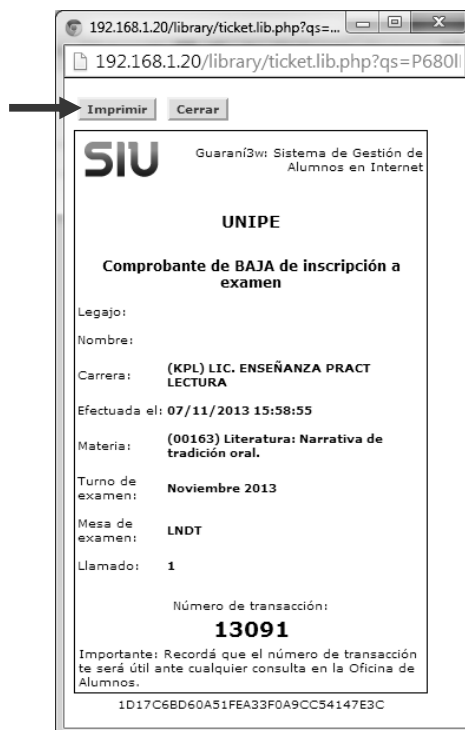 192.168.1.20/library/ticket.lib.php?qs=...
192.168.1.20/library/ticket.lib.php?qs=P680l
Imprimir Cerrar
SIU
Guaraní3w: Sistema de Gestión de
Alumnos en Internet
UNIPE
Comprobante de BAJA de inscripción a
examen
Legajo:
Nombre:
Carrera: (KPL) LIC. ENSEÑANZA PRACT
LECTURA
Efectuada el: 07/11/2013 15:58:55
Materia: (00163) Literatura: Narrativa de
tradición oral.
Turno de
examen: Noviembre 2013
Mesa de
examen: LNDT
Llamado: 1
Número de transacción:
13091
Importante: Recordá que el número de transacción
te será útil ante cualquier consulta en la Oficina de
Alumnos.
1D17C6BD60A51FEA33F0A9CC54147E3C